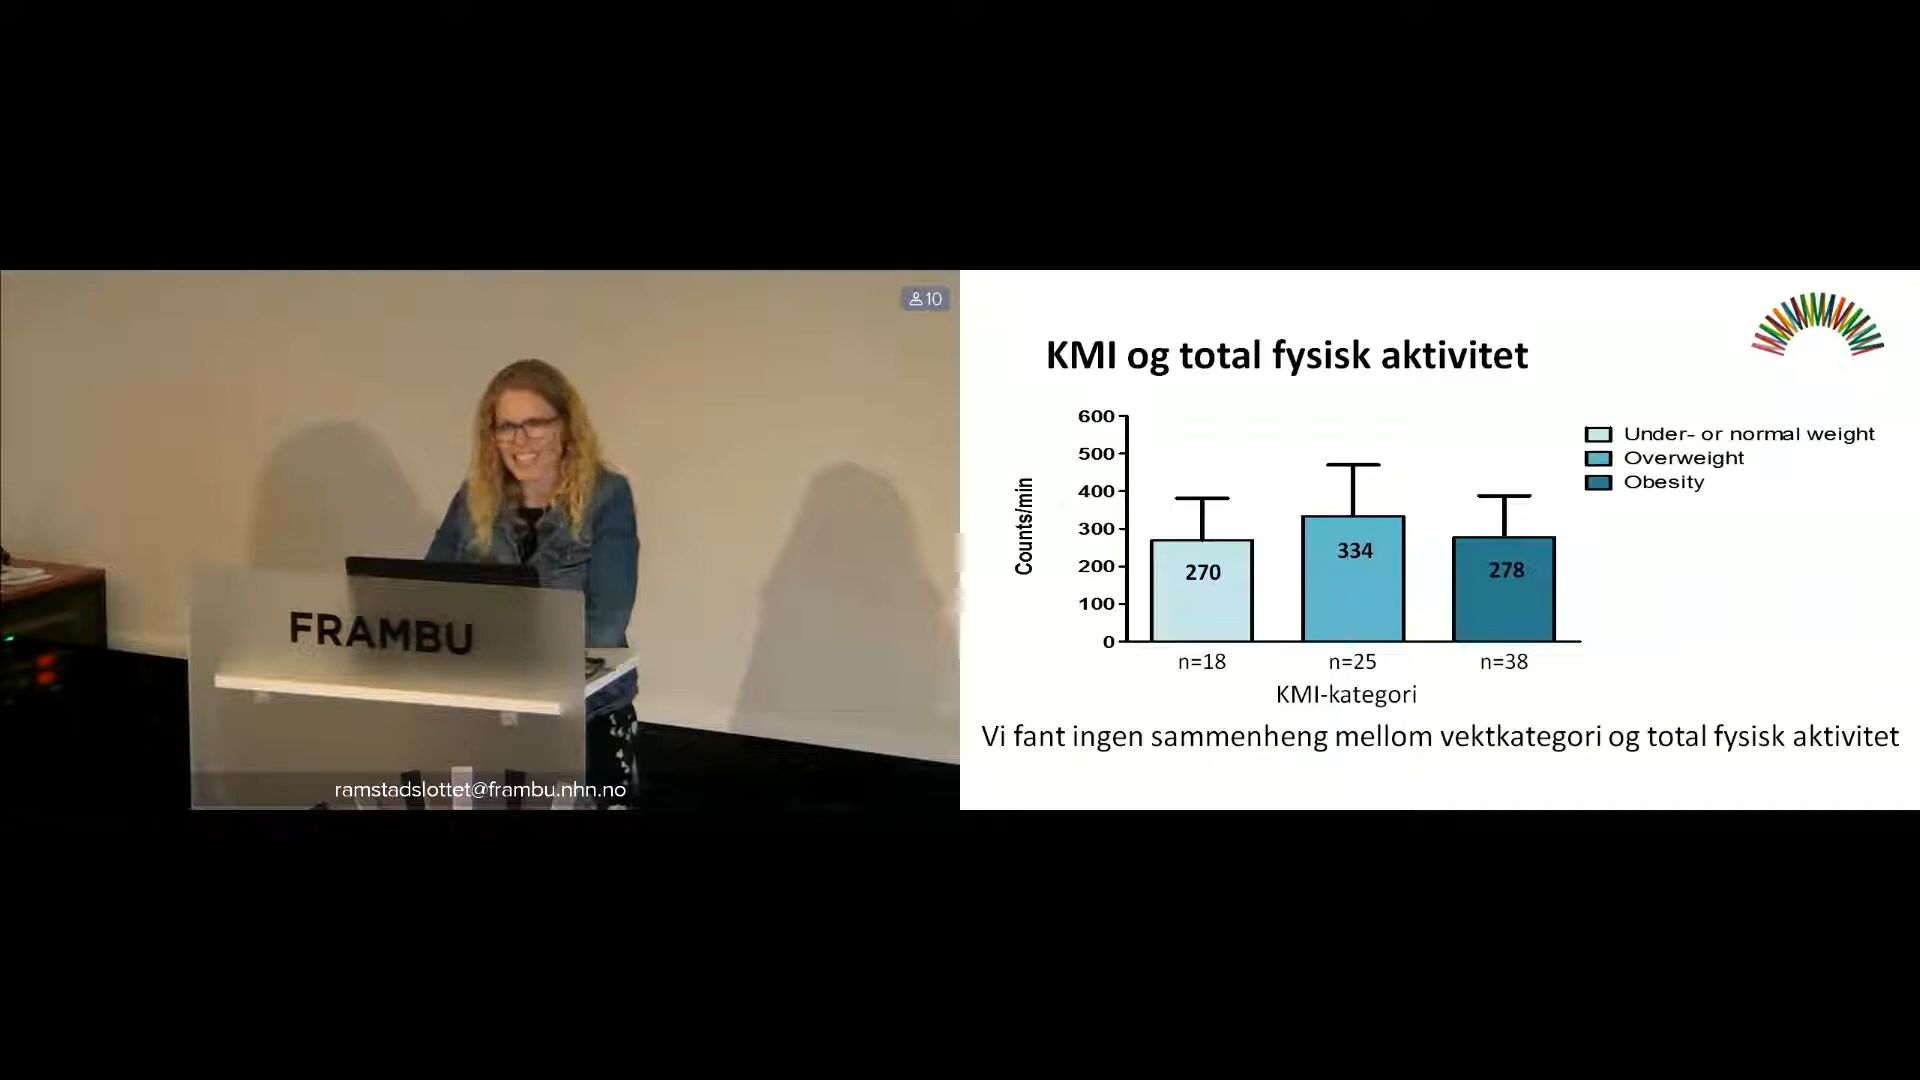 10
FRAMBU
ramstadslottet@frambu.nhn.no
KMI og total fysisk aktivitet
600
500
400
300
200
100
0
Counts/min
270
334
278
n=18
n=25
n=38
KMI-kategori
Under- or normal weight
Overweight
Obesity
Vi fant ingen sammenheng mellom vektkategori og total fysisk aktivitet